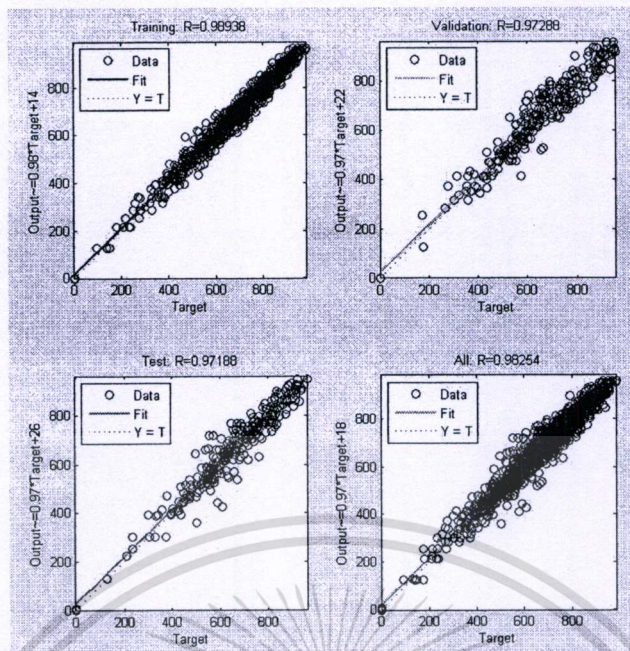 Training: R=0.98938
Output~=0.98*Target+14
Data
Fit
Y = T
800
600
400
200
0
0 200 400 600 800
Target
Validation: R=0.97288
Output~=0.97*Target+22
Data
Fit
Y = T
800
600
400
200
0
0 200 400 600 800
Target
Test: R=0.97188
Output~=0.97*Target+26
Data
Fit
Y = T
800
600
400
200
0
0 200 400 600 800
Target
All: R=0.98254
Output~=0.97*Target+18
Data
Fit
Y = T
800
600
400
200
0
0 200 400 600 800
Target